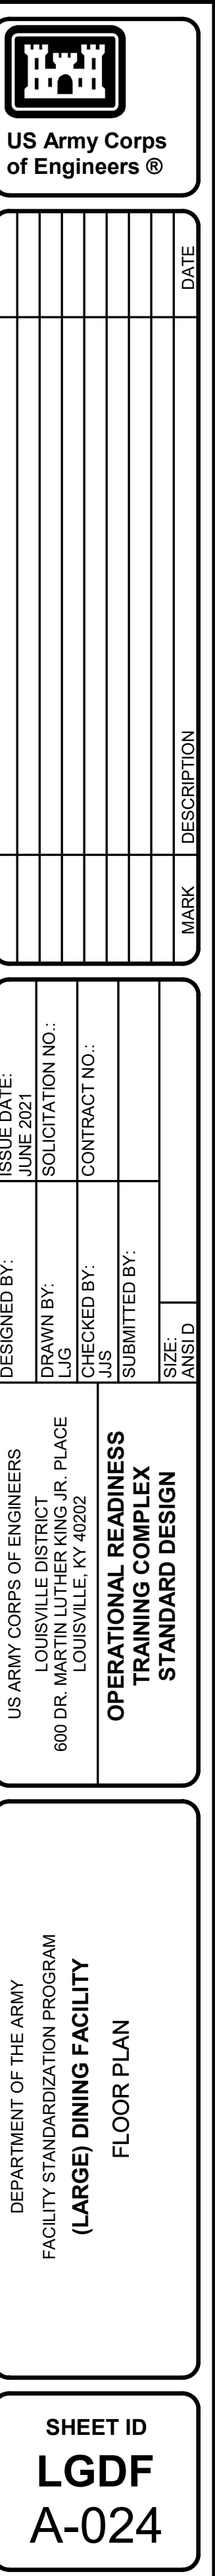 US Army Corps
of Engineers ®
DATE
DESCRIPTION
MARK
ISSUE DATE:
JUNE 2021
SOLICITATION NO.:
CONTRACT NO.:
DESIGNED BY:
DRAWN BY:
LJG
CHECKED BY:
JJS
SUBMITTED BY:
SIZE:
ANSI D
US ARMY CORPS OF ENGINEERS
LOUISVILLE DISTRICT
600 DR. MARTIN LUTHER KING JR. PLACE
LOUISVILLE, KY 40202
OPERATIONAL READINESS
TRAINING COMPLEX
STANDARD DESIGN
DEPARTMENT OF THE ARMY
FACILITY STANDARDIZATION PROGRAM
(LARGE) DINING FACILITY
FLOOR PLAN
SHEET ID
LGDF
A-024